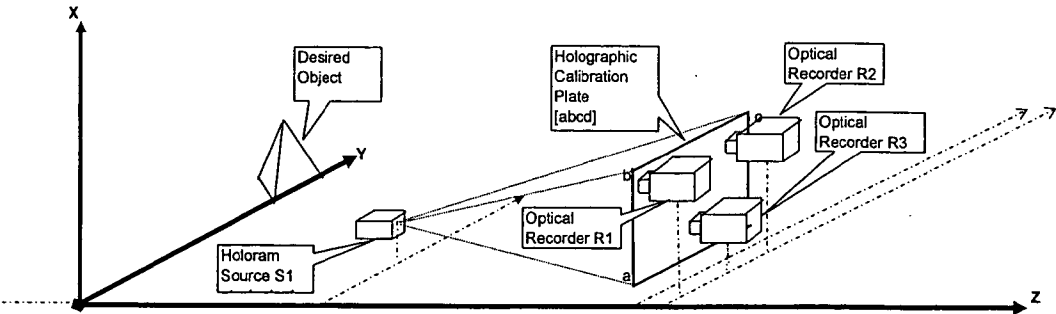 X
Desired
Object
Holographic
Calibration
Plate
[abcd]
Optical
Recorder R2
Optical
Recorder R3
Y
b
c
Optical
Recorder R1
Holoram
Source S1
a
Z